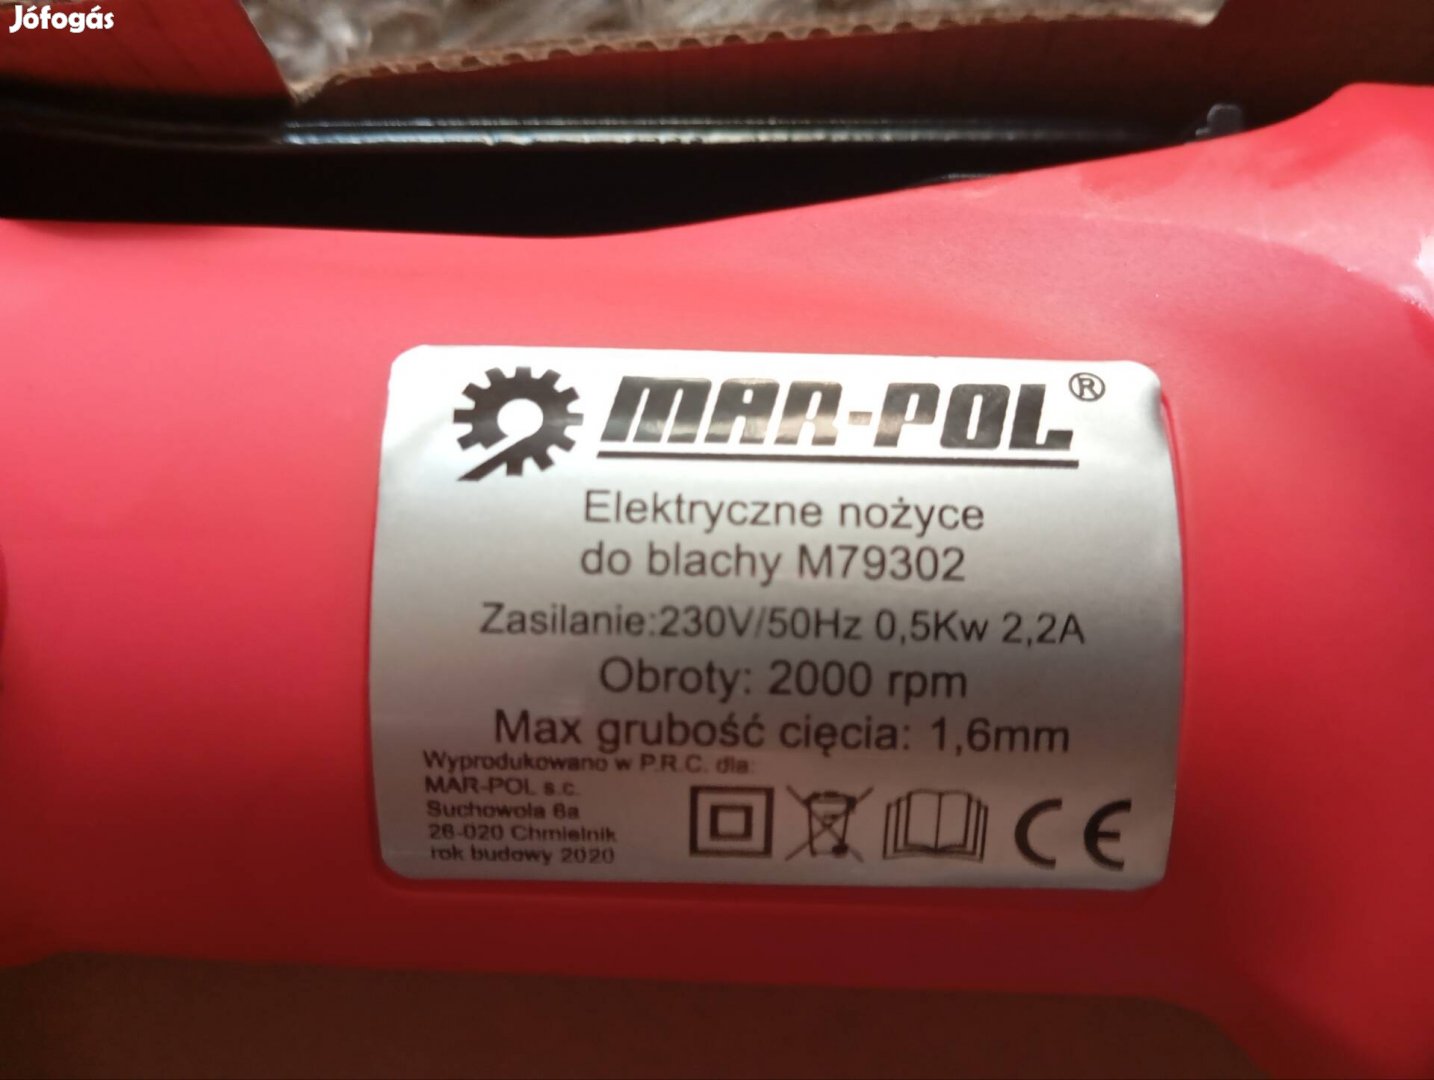 Jófogás
MAR-POL®
Elektryczne nożyce
do blachy M79302
Zasilanie:230V/50Hz 0,5Kw 2,2A
Obroty: 2000 rpm
Max grubość cięcia: 1,6mm
Wyprodukowano w P.R.C. dla:
MAR-POL s.c.
Suchowola 6a
26-020 Chmielnik
rok budowy 2020
CE